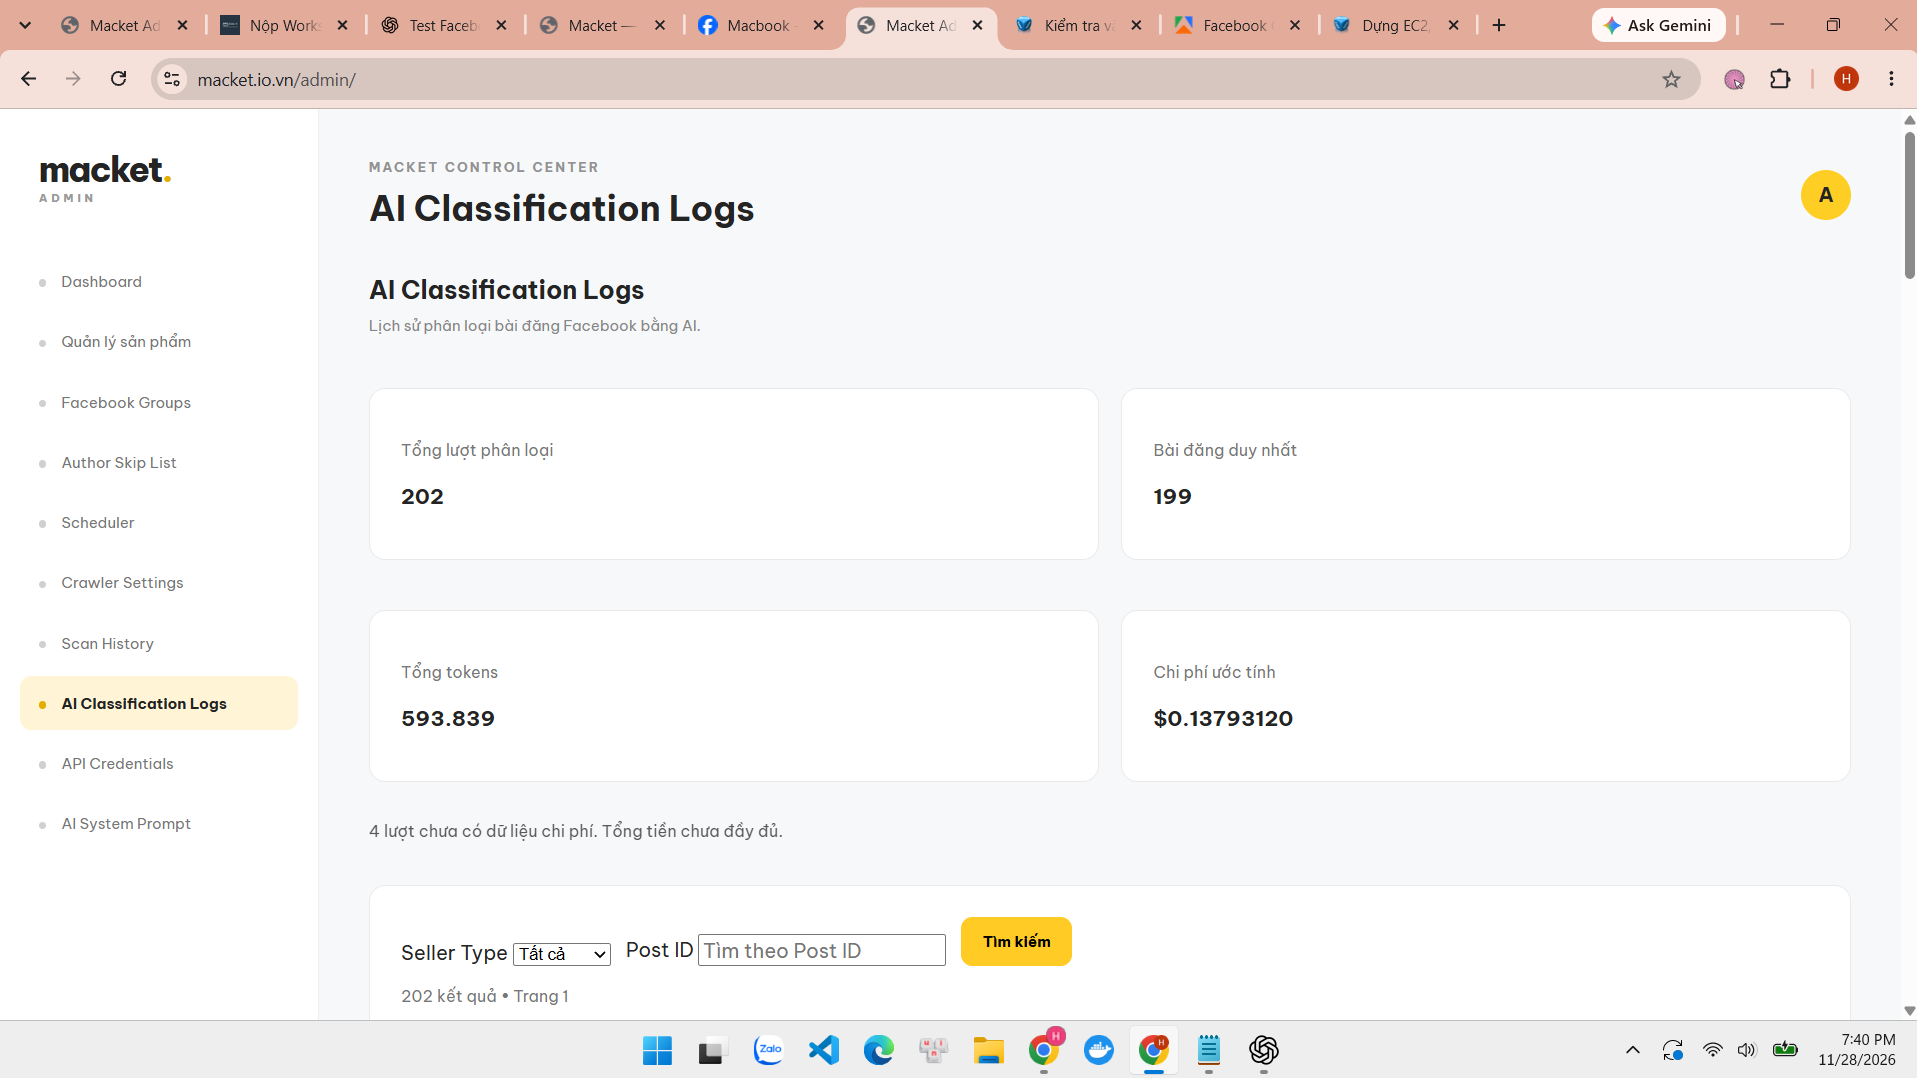 Macket Ad
Nộp Works
Test Faceb
Macket —
Macbook -
Macket Ad
Kiểm tra và
Facebook G
Dựng EC2,
Ask Gemini
macket.io.vn/admin/
H
macket.
ADMIN
Dashboard
Quản lý sản phẩm
Facebook Groups
Author Skip List
Scheduler
Crawler Settings
Scan History
AI Classification Logs
API Credentials
AI System Prompt
MACKET CONTROL CENTER
AI Classification Logs
A
AI Classification Logs
Lịch sử phân loại bài đăng Facebook bằng AI.
Tổng lượt phân loại
202
Bài đăng duy nhất
199
Tổng tokens
593.839
Chi phí ước tính
$0.13793120
4 lượt chưa có dữ liệu chi phí. Tổng tiền chưa đầy đủ.
Seller Type Tất cả Post ID Tìm theo Post ID Tìm kiếm
202 kết quả • Trang 1
Zalo
H
H
7:40 PM
11/28/2026